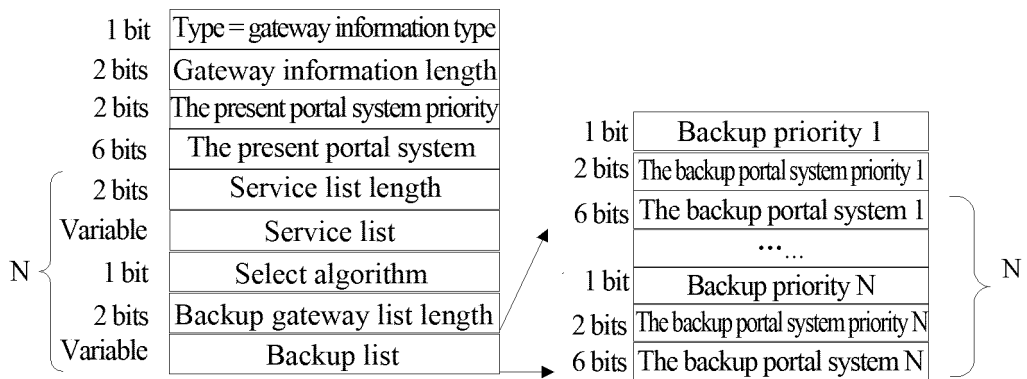 1 bit Type = gateway information type
2 bits Gateway information length
2 bits The present portal system priority
6 bits The present portal system
2 bits Service list length
Variable Service list
1 bit Select algorithm
2 bits Backup gateway list length
Variable Backup list
N
1 bit Backup priority 1
2 bits The backup portal system priority 1
6 bits The backup portal system 1
......
1 bit Backup priority N
2 bits The backup portal system priority N
6 bits The backup portal system N
N